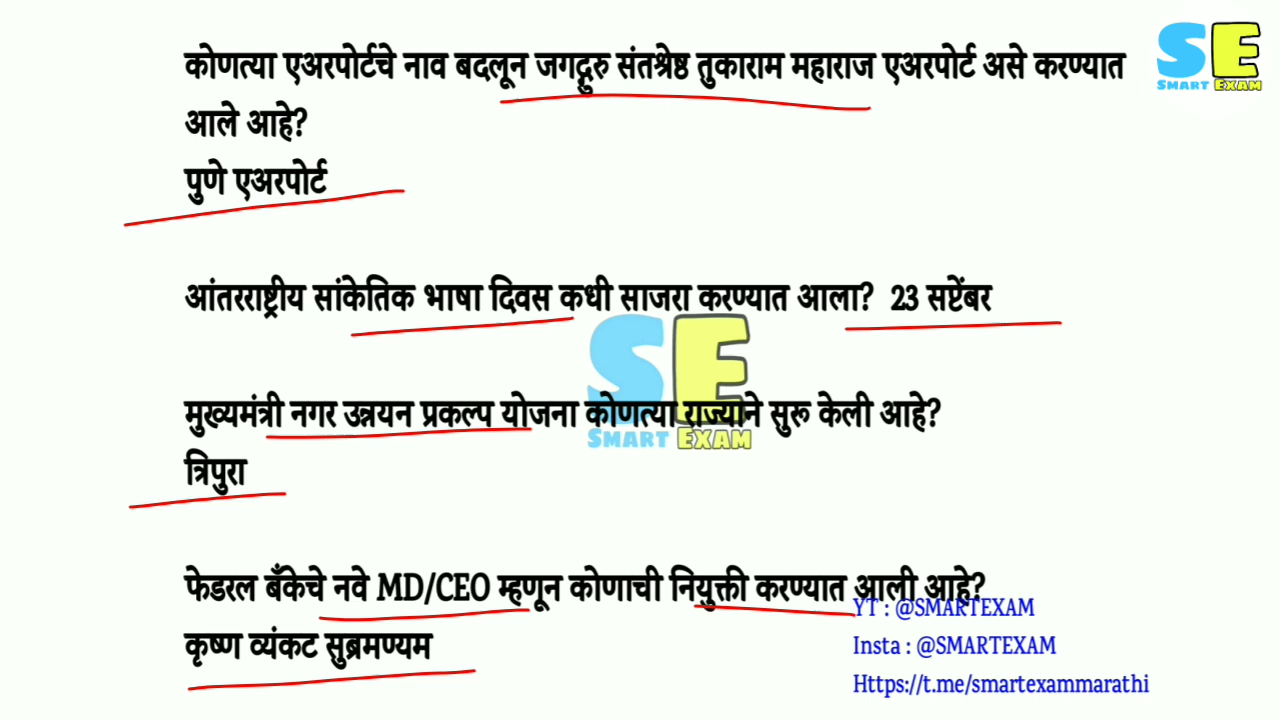 SE
SMART EXAM
कोणत्या एअरपोर्टचे नाव बदलून जगद्गुरु संतश्रेष्ठ तुकाराम महाराज एअरपोर्ट असे करण्यात
आले आहे?
पुणे एअरपोर्ट
आंतरराष्ट्रीय सांकेतिक भाषा दिवस कधी साजरा करण्यात आला? 23 सप्टेंबर
SE
SMART EXAM
मुख्यमंत्री नगर उन्नयन प्रकल्प योजना कोणत्या राज्याने सुरू केली आहे?
त्रिपुरा
फेडरल बँकेचे नवे MD/CEO म्हणून कोणाची नियुक्ती करण्यात आली आहे?
कृष्ण व्यंकट सुब्रमण्यम
YT : @SMARTEXAM
Insta : @SMARTEXAM
Https://t.me/smartexammarathi